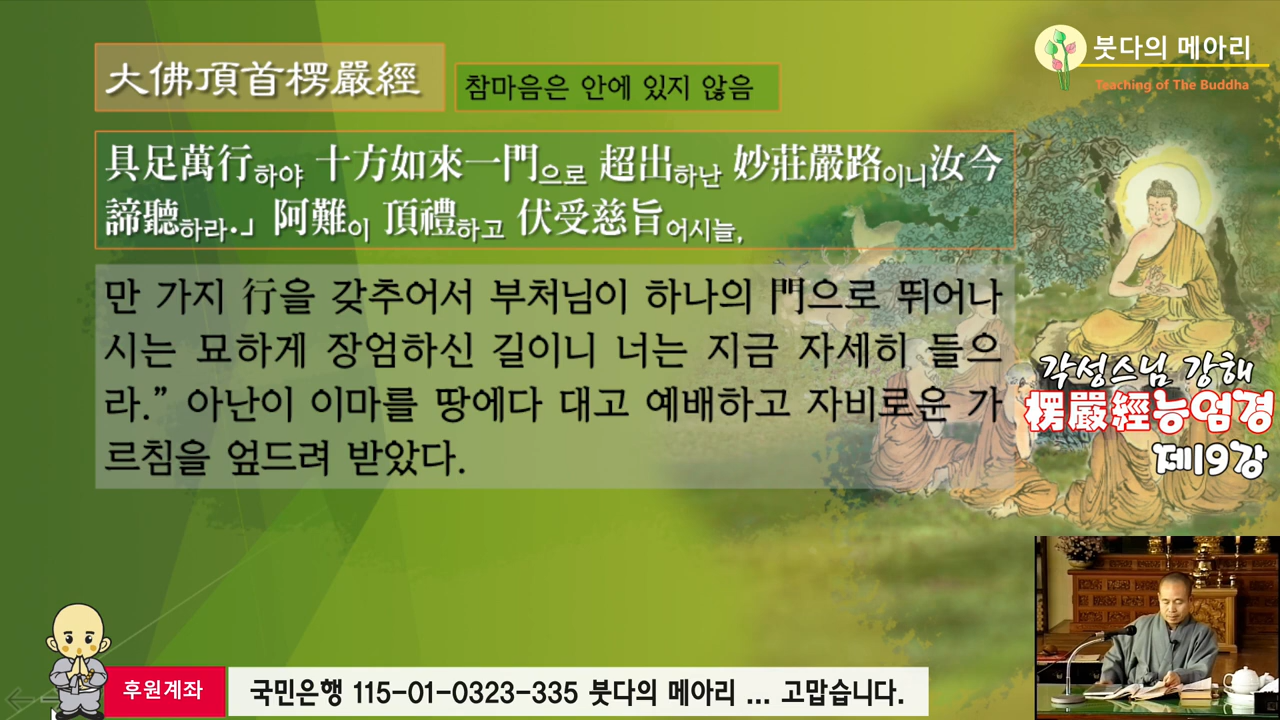 大佛頂首楞嚴經
참마음은 안에 있지 않음
붓다의 메아리
Teaching of The Buddha
具足萬行하야 十方如來一門으로 超出하난 妙莊嚴路이니汝今
諦聽하라.」 阿難이 頂禮하고 伏受慈旨어시늘,
만 가지 行을 갖추어서 부처님이 하나의 門으로 뛰어나
시는 묘하게 장엄하신 길이니 너는 지금 자세히 들으
라.” 아난이 이마를 땅에다 대고 예배하고 자비로운 가
르침을 엎드려 받았다.
각성스님 강해
楞嚴經능엄경
제19강
후원계좌
국민은행 115-01-0323-335 붓다의 메아리 ... 고맙습니다.